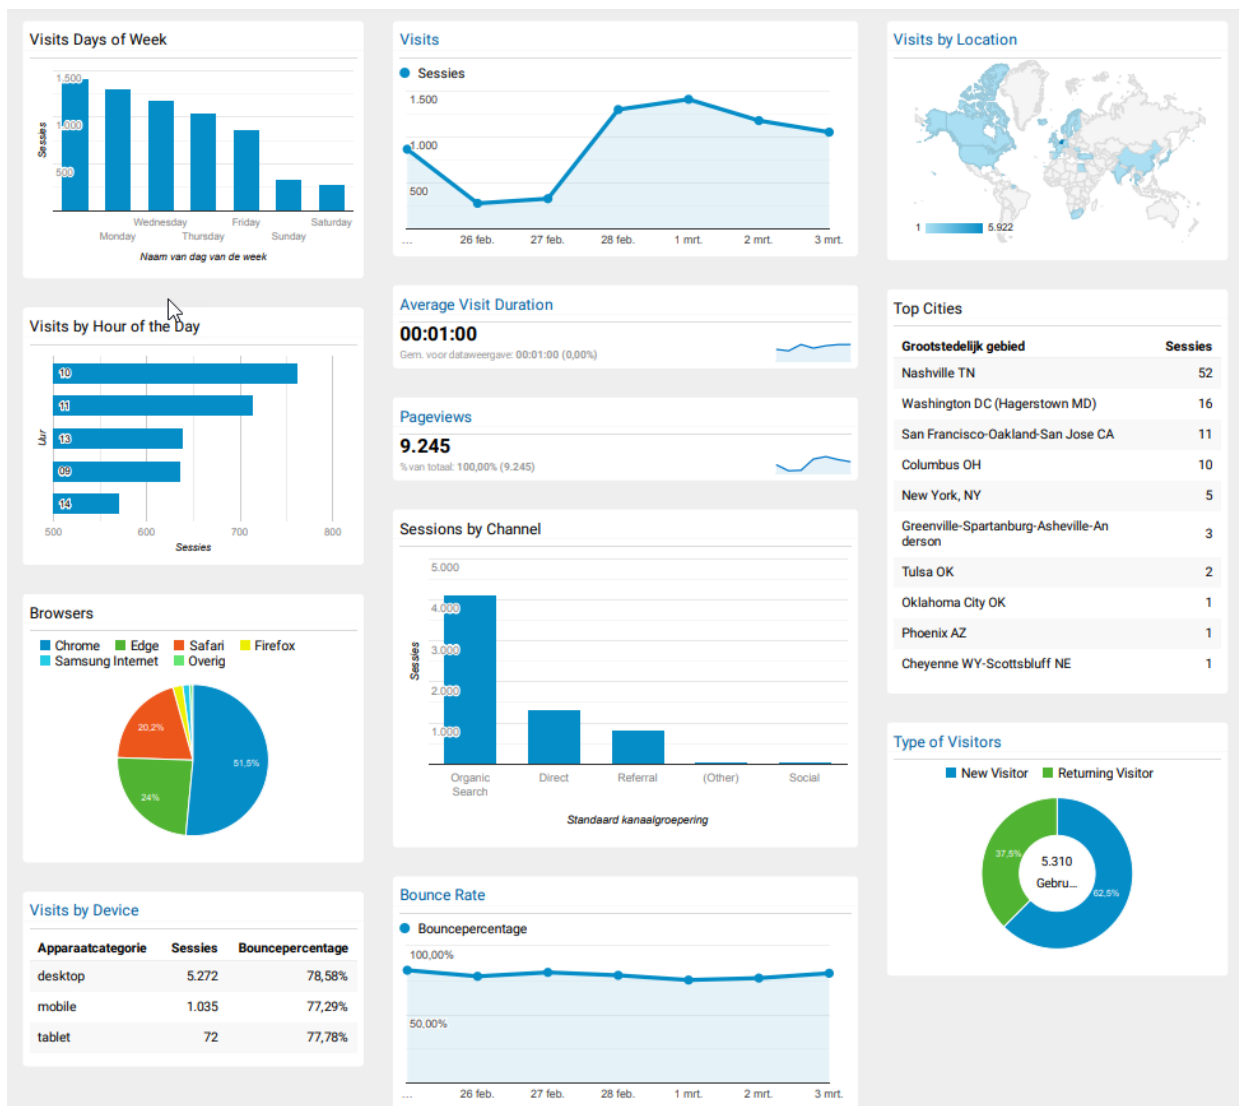 Visits Days of Week
1.500
1.000
500
Sessies
Wednesday
Friday
Saturday
Monday
Thursday
Sunday
Naam van dag van de week
Visits by Hour of the Day
10
11
13
09
14
Uur
500
600
700
800
Sessies
Browsers
Chrome
Edge
Safari
Firefox
Samsung Internet
Overig
20,2%
51,5%
24%
Visits by Device
Apparaatcategorie Sessies Bouncepercentage
desktop 5.272 78,58%
mobile 1.035 77,29%
tablet 72 77,78%
Visits
Sessies
1.500
1.000
500
... 26 feb. 27 feb. 28 feb. 1 mrt. 2 mrt. 3 mrt.
Average Visit Duration
00:01:00
Gem. voor dataweergave: 00:01:00 (0,00%)
Pageviews
9.245
% van totaal: 100,00% (9.245)
Sessions by Channel
5.000
4.000
3.000
2.000
1.000
Sessies
Organic
Search
Direct
Referral
(Other)
Social
Standaard kanaalgroepering
Bounce Rate
Bouncepercentage
100,00%
50,00%
... 26 feb. 27 feb. 28 feb. 1 mrt. 2 mrt. 3 mrt.
Visits by Location
1
5.922
Top Cities
Grootstedelijk gebied Sessies
Nashville TN 52
Washington DC (Hagerstown MD) 16
San Francisco-Oakland-San Jose CA 11
Columbus OH 10
New York, NY 5
Greenville-Spartanburg-Asheville-An
derson 3
Tulsa OK 2
Oklahoma City OK 1
Phoenix AZ 1
Cheyenne WY-Scottsbluff NE 1
Type of Visitors
New Visitor
Returning Visitor
37,5%
5.310
Gebru...
62,5%